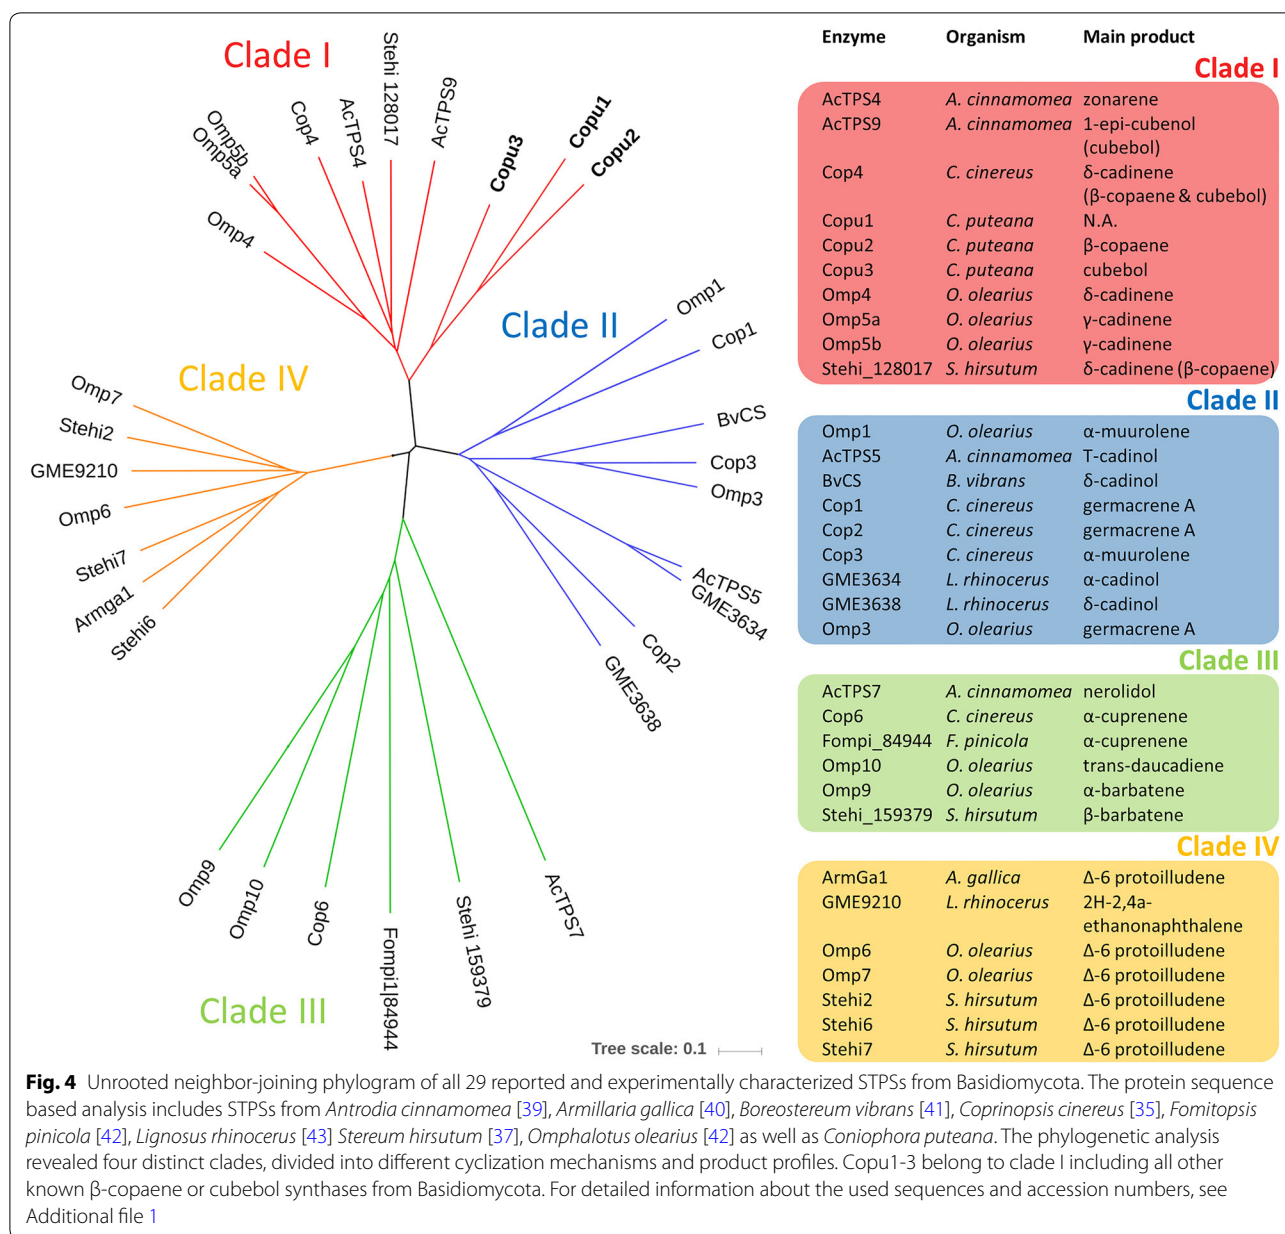 Clade I
Stehi 128017
AcTPS9
Cop4
AcTPS4
Omp5b
Omp5a
Omp4
Copu3
Copu1
Copu2
Clade II
Omp1
Cop1
BvCS
Cop3
Omp3
AcTPS5
GME3634
Cop2
GME3638
Clade IV
Omp7
Stehi2
GME9210
Omp6
Stehi7
Armga1
Stehi6
Omp9
Omp10
Cop6
Fompi1|84944
Stehi 159379
AcTPS7
Clade III
Tree scale: 0.1
Enzyme Organism Main product
Clade I
AcTPS4 A. cinnamomea zonarene
AcTPS9 A. cinnamomea 1-epi-cubenol
(cubebol)
Cop4 C. cinereus δ-cadinene
(β-copaene & cubebol)
Copu1 C. puteana N.A.
Copu2 C. puteana β-copaene
Copu3 C. puteana cubebol
Omp4 O. olearius δ-cadinene
Omp5a O. olearius γ-cadinene
Omp5b O. olearius γ-cadinene
Stehi_128017 S. hirsutum δ-cadinene (β-copaene)
Clade II
Omp1 O. olearius α-muurolene
AcTPS5 A. cinnamomea T-cadinol
BvCS B. vibrans δ-cadinol
Cop1 C. cinereus germacrene A
Cop2 C. cinereus germacrene A
Cop3 C. cinereus α-muurolene
GME3634 L. rhinocerus α-cadinol
GME3638 L. rhinocerus δ-cadinol
Omp3 O. olearius germacrene A
Clade III
AcTPS7 A. cinnamomea nerolidol
Cop6 C. cinereus α-cuprenene
Fompi_84944 F. pinicola α-cuprenene
Omp10 O. olearius trans-daucadiene
Omp9 O. olearius α-barbatene
Stehi_159379 S. hirsutum β-barbatene
Clade IV
ArmGa1 A. gallica Δ-6 protoilludene
GME9210 L. rhinocerus 2H-2,4a-
ethanonaphthalene
Omp6 O. olearius Δ-6 protoilludene
Omp7 O. olearius Δ-6 protoilludene
Stehi2 S. hirsutum Δ-6 protoilludene
Stehi6 S. hirsutum Δ-6 protoilludene
Stehi7 S. hirsutum Δ-6 protoilludene
Fig. 4 Unrooted neighbor-joining phylogram of all 29 reported and experimentally characterized STPSs from Basidiomycota. The protein sequence
based analysis includes STPSs from Antrodia cinnamomea [39], Armillaria gallica [40], Boreostereum vibrans [41], Coprinopsis cinereus [35], Fomitopsis
pinicola [42], Lignosus rhinocerus [43] Stereum hirsutum [37], Omphalotus olearius [42] as well as Coniophora puteana. The phylogenetic analysis
revealed four distinct clades, divided into different cyclization mechanisms and product profiles. Copu1-3 belong to clade I including all other
known β-copaene or cubebol synthases from Basidiomycota. For detailed information about the used sequences and accession numbers, see
Additional file 1